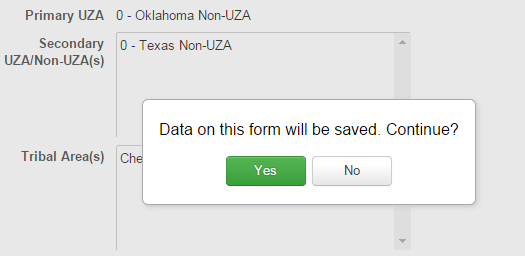 Primary UZA 0 - Oklahoma Non-UZA
Secondary 0 - Texas Non-UZA
UZA/Non-UZA(s)
Data on this form will be saved. Continue?
Yes No
Tribal Area(s) Che